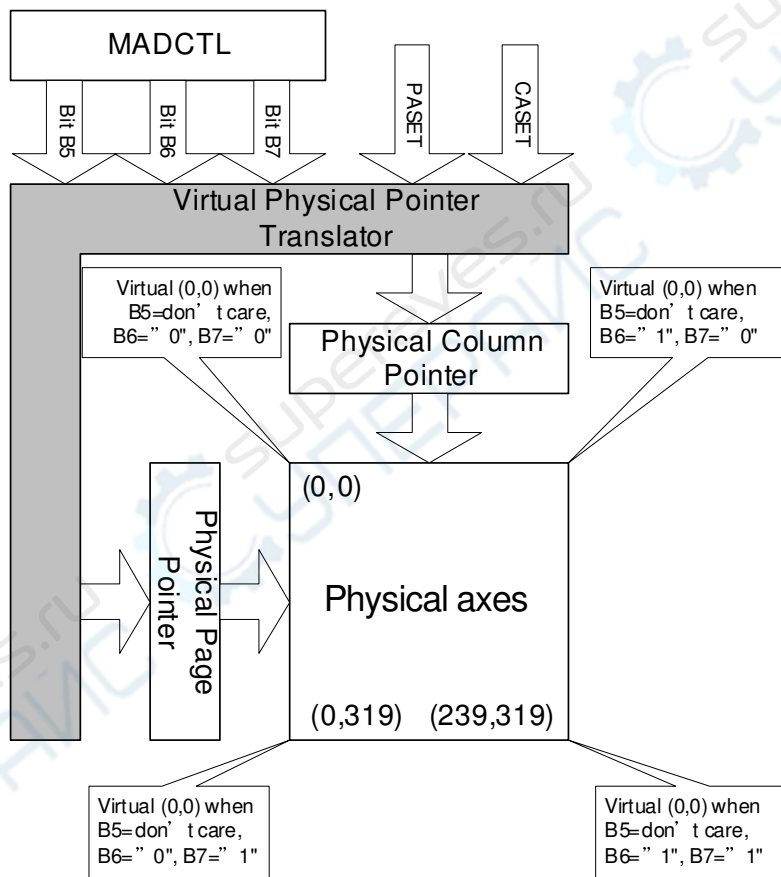 MADCTL
Bit B5
Bit B6
Bit B7
PASET
CASET
Virtual Physical Pointer
Translator
Virtual (0,0) when
B5=don’ t care,
B6=” 0", B7=” 0"
Virtual (0,0) when
B5=don’ t care,
B6=” 1", B7=” 0"
Physical Column
Pointer
(0,0)
Physical Page
Pointer
Physical axes
(0,319)
(239,319)
Virtual (0,0) when
B5=don’ t care,
B6=” 0", B7=” 1"
Virtual (0,0) when
B5=don’ t care,
B6=” 1", B7=” 1"
supereyes.ru
СУПЕРАЙС